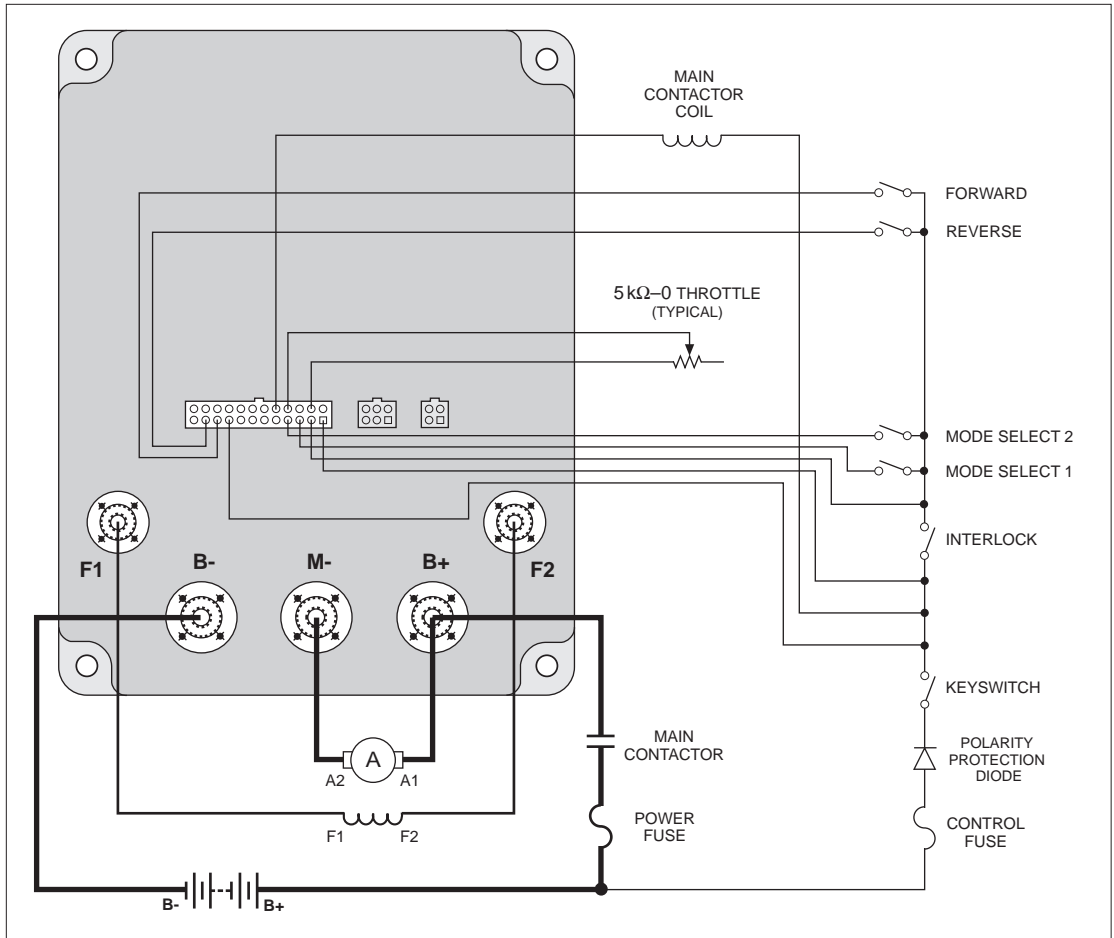 MAIN
CONTACTOR
COIL
FORWARD
REVERSE
5 kΩ–0 THROTTLE
(TYPICAL)
MODE SELECT 2
MODE SELECT 1
INTERLOCK
F1
B-
M-
B+
F2
KEYSWITCH
MAIN
CONTACTOR
POLARITY
PROTECTION
DIODE
A
A2
A1
POWER
FUSE
CONTROL
FUSE
F1
F2
B-
B+